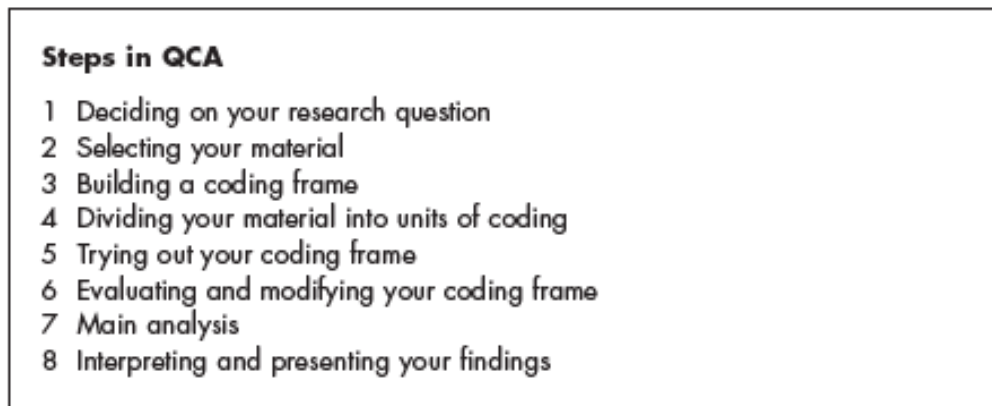 Steps in QCA
1 Deciding on your research question
2 Selecting your material
3 Building a coding frame
4 Dividing your material into units of coding
5 Trying out your coding frame
6 Evaluating and modifying your coding frame
7 Main analysis
8 Interpreting and presenting your findings